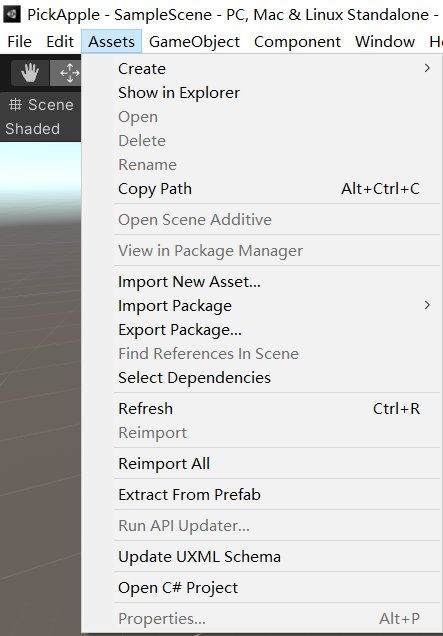 PickApple - SampleScene - PC, Mac & Linux Standalone -
File Edit Assets GameObject Component Window
Scene
Shaded
Create
Show in Explorer
Open
Delete
Rename
Copy Path Alt+Ctrl+C
Open Scene Additive
View in Package Manager
Import New Asset...
Import Package
Export Package...
Find References In Scene
Select Dependencies
Refresh Ctrl+R
Reimport
Reimport All
Extract From Prefab
Run API Updater...
Update UXML Schema
Open C# Project
Properties... Alt+P